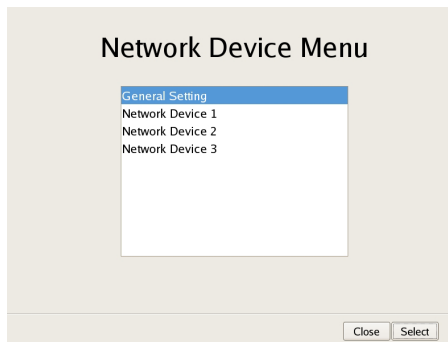 Network Device Menu
General Setting
Network Device 1
Network Device 2
Network Device 3
Close Select